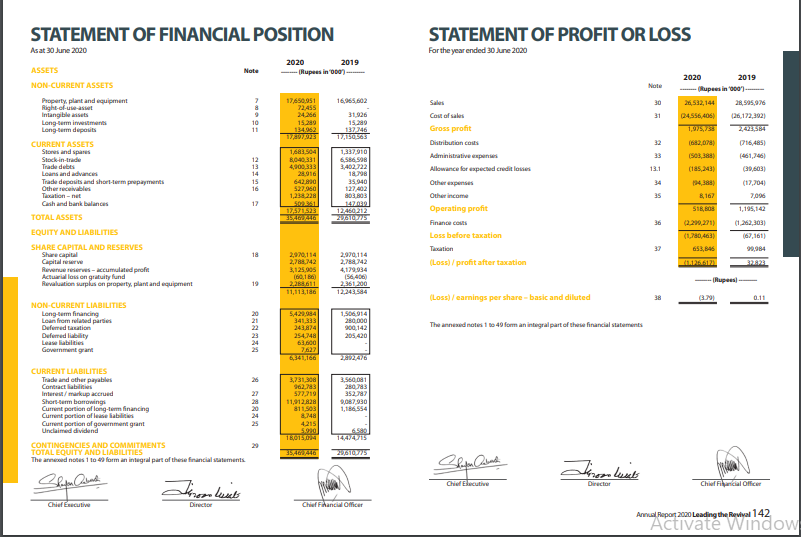 STATEMENT OF FINANCIAL POSITION
As at 30 June 2020
2020 2019
ASSETS Note -------- (Rupees in '000') --------
NON-CURRENT ASSETS
Property, plant and equipment 7 17,650,951 16,965,602
Right-of-use-asset 8 72,455 -
Intangible assets 9 24,266 31,926
Long-term investments 10 15,289 15,289
Long-term deposits 11 134,962 137,746
17,897,923 17,150,563
CURRENT ASSETS
Stores and spares 1,683,504 1,337,910
Stock-in-trade 12 8,040,331 6,586,598
Trade debts 13 4,900,333 3,402,722
Loans and advances 14 28,916 18,798
Trade deposits and short-term prepayments 15 642,890 35,940
Other receivables 16 527,960 127,402
Taxation – net 1,238,228 803,803
Cash and bank balances 17 509,361 147,039
17,571,523 12,460,212
TOTAL ASSETS 35,469,446 29,610,775
EQUITY AND LIABILITIES
SHARE CAPITAL AND RESERVES
Share capital 18 2,970,114 2,970,114
Capital reserve 2,788,742 2,788,742
Revenue reserves – accumulated profit 3,125,905 4,179,934
Actuarial loss on gratuity fund (60,186) (56,406)
Revaluation surplus on property, plant and equipment 19 2,288,611 2,361,200
11,113,186 12,243,584
NON-CURRENT LIABILITIES
Long-term financing 20 5,429,984 1,506,914
Loan from related parties 21 341,333 280,000
Deferred taxation 22 243,874 900,142
Deferred liability 23 254,748 205,420
Lease liabilities 24 63,600 -
Government grant 25 7,627 -
6,341,166 2,892,476
CURRENT LIABILITIES
Trade and other payables 26 3,731,308 3,560,081
Contract liabilities 962,783 280,783
Interest / markup accrued 27 577,719 352,787
Short-term borrowings 28 11,912,828 9,087,930
Current portion of long-term financing 20 811,503 1,186,554
Current portion of lease liabilities 24 8,748 -
Current portion of government grant 25 4,215 -
Unclaimed dividend 5,990 6,580
18,015,094 14,474,715
CONTINGENCIES AND COMMITMENTS 29
TOTAL EQUITY AND LIABILITIES 35,469,446 29,610,775
The annexed notes 1 to 49 form an integral part of these financial statements.
Chief Executive Director Chief Financial Officer
STATEMENT OF PROFIT OR LOSS
For the year ended 30 June 2020
2020 2019
Note -------- (Rupees in '000') --------
Sales 30 26,532,144 28,595,976
Cost of sales 31 (24,556,406) (26,172,392)
Gross profit 1,975,738 2,423,584
Distribution costs 32 (682,078) (716,485)
Administrative expenses 33 (503,388) (461,746)
Allowance for expected credit losses 13.1 (185,243) (39,603)
Other expenses 34 (94,388) (17,704)
Other income 35 8,167 7,096
Operating profit 518,808 1,195,142
Finance costs 36 (2,299,271) (1,262,303)
Loss before taxation (1,780,463) (67,161)
Taxation 37 653,846 99,984
(Loss) / profit after taxation (1,126,617) 32,823
-------- (Rupees) --------
(Loss) / earnings per share – basic and diluted 38 (3.79) 0.11
The annexed notes 1 to 49 form an integral part of these financial statements
Chief Executive Director Chief Financial Officer
Annual Report 2020 Leading the Revival 142
Activate Window